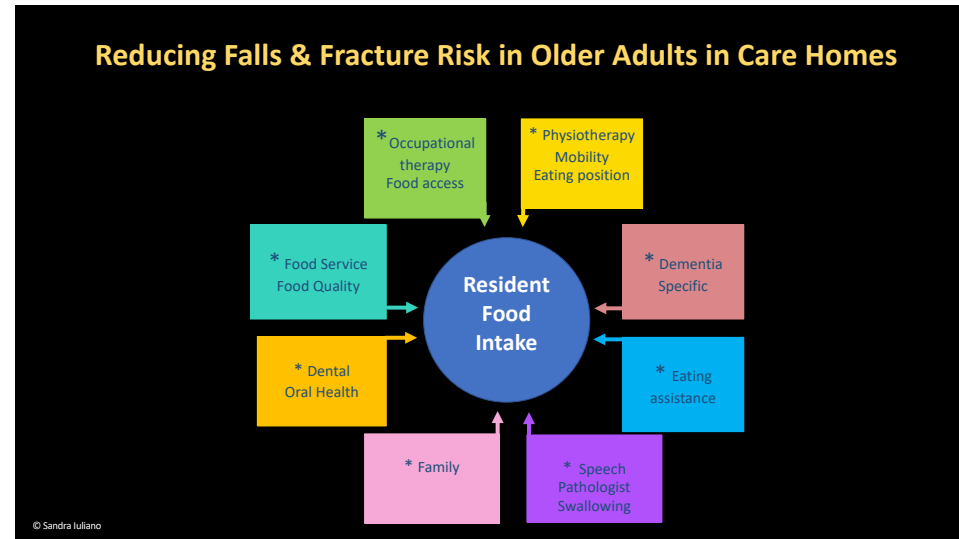 Reducing Falls & Fracture Risk in Older Adults in Care Homes
* Occupational
therapy
Food access
* Physiotherapy
Mobility
Eating position
* Food Service
Food Quality
Resident
Food
Intake
* Dementia
Specific
* Dental
Oral Health
* Eating
assistance
* Family
* Speech
Pathologist
Swallowing
© Sandra Iuliano